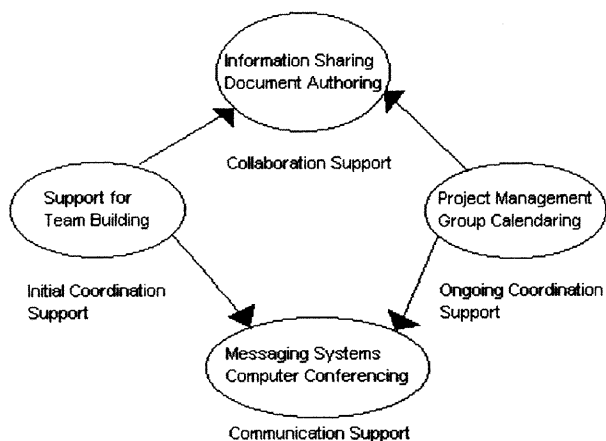 Information Sharing
Document Authoring
Collaboration Support
Support for
Team Building
Project Management
Group Calendaring
Initial Coordination
Support
Ongoing Coordination
Support
Messaging Systems
Computer Conferencing
Communication Support